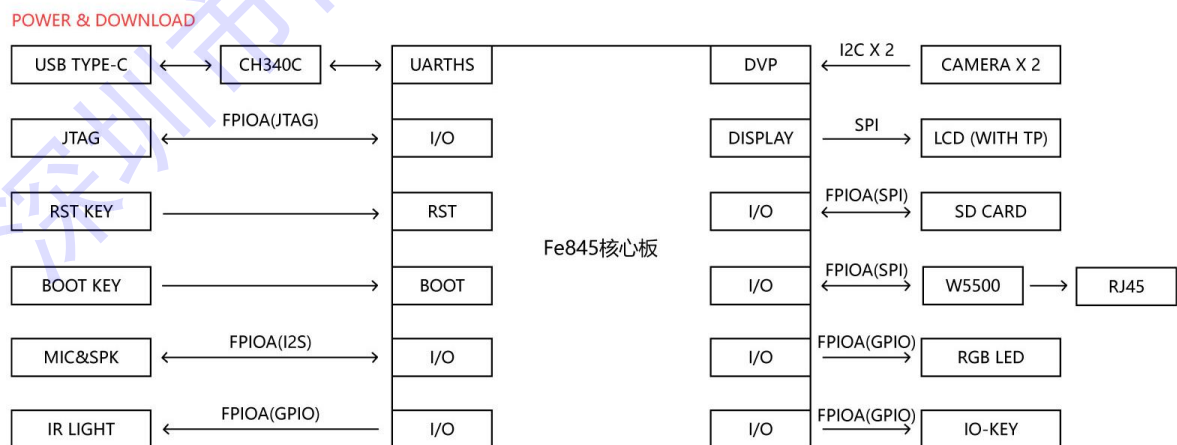 POWER & DOWNLOAD
USB TYPE-C CH340C UARTHS DVP I2C X 2 CAMERA X 2
JTAG FPIOA(JTAG) I/O DISPLAY SPI LCD (WITH TP)
RST KEY RST I/O FPIOA(SPI) SD CARD
Fe845核心板
BOOT KEY BOOT I/O FPIOA(SPI) W5500 RJ45
MIC&SPK FPIOA(I2S) I/O I/O FPIOA(GPIO) RGB LED
IR LIGHT FPIOA(GPIO) I/O I/O FPIOA(GPIO) IO-KEY
深圳市